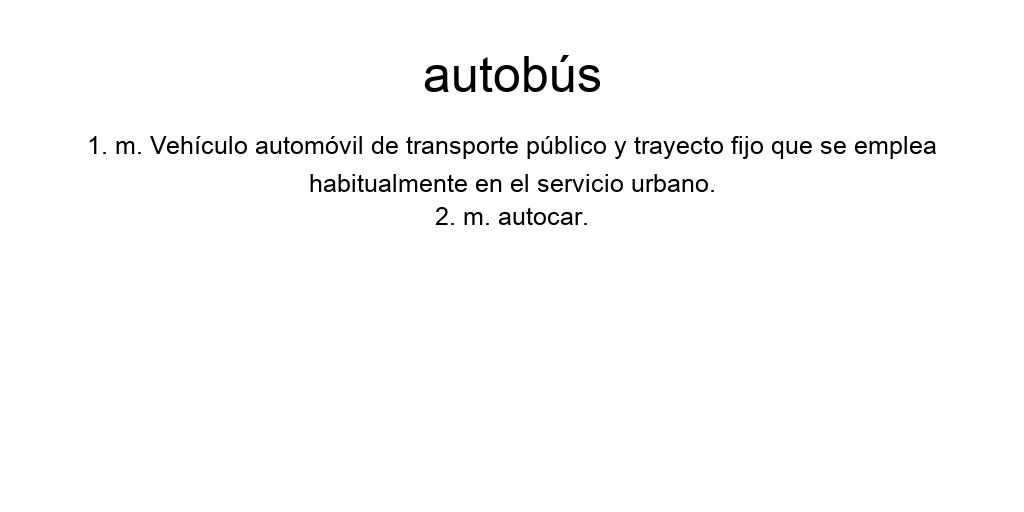 autobús
1. m. Vehículo automóvil de transporte público y trayecto fijo que se emplea
habitualmente en el servicio urbano.
2. m. autocar.